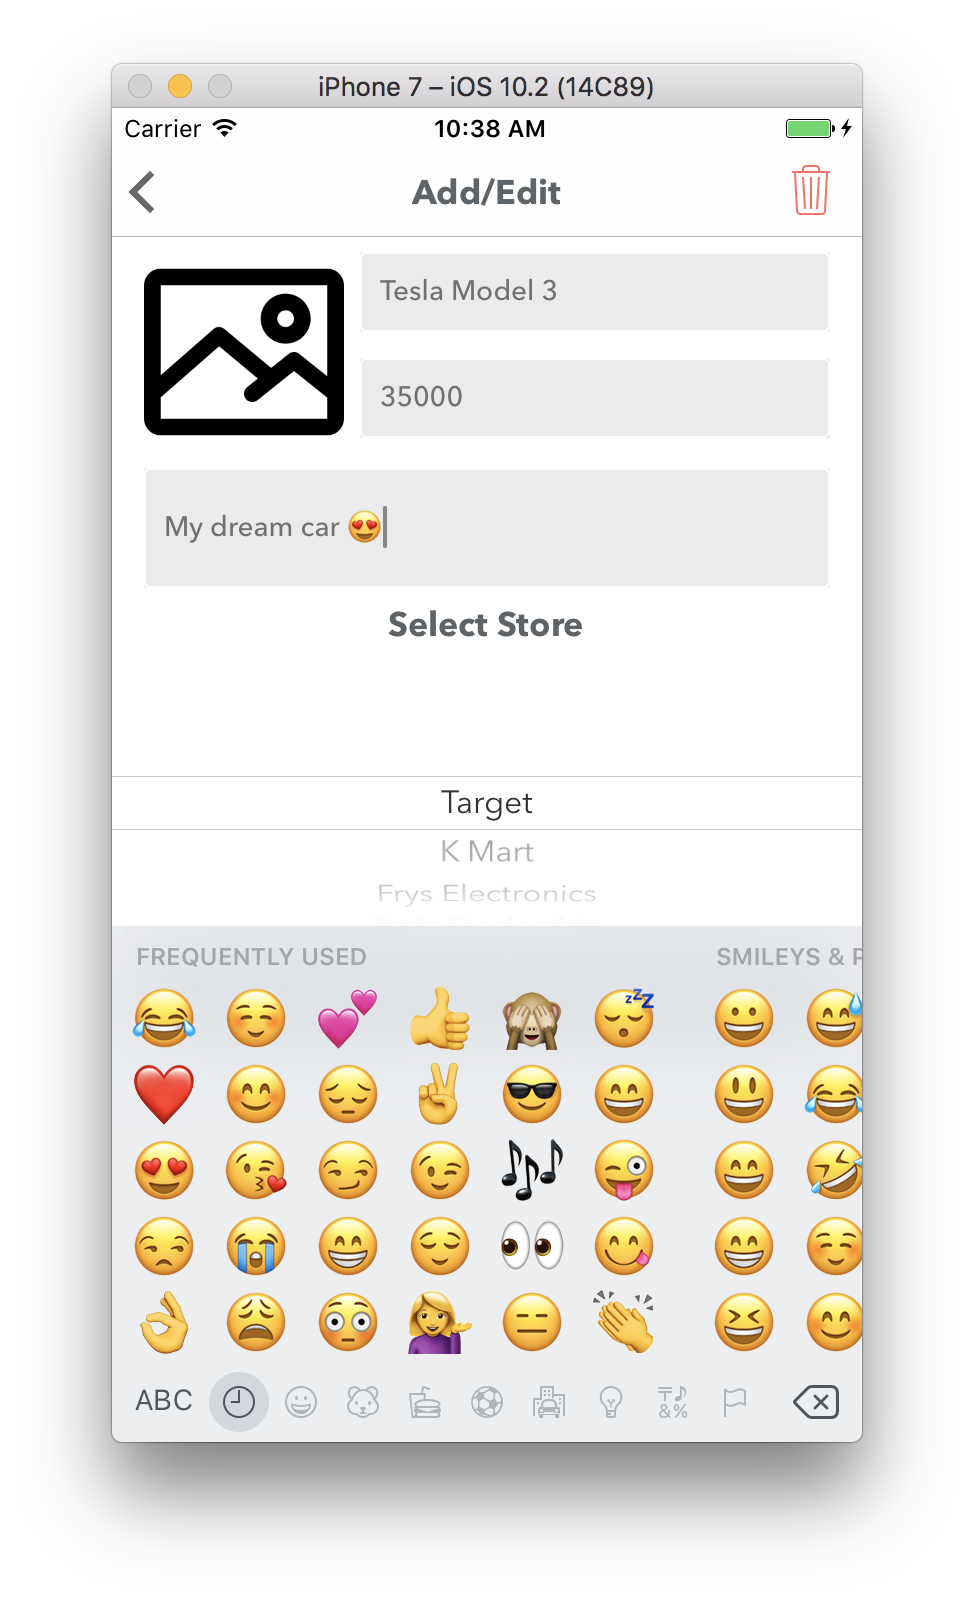 iPhone 7 – iOS 10.2 (14C89)
Carrier 10:38 AM
Add/Edit
Tesla Model 3
35000
My dream car 😍
Select Store
Target
K Mart
Frys Electronics
FREQUENTLY USED SMILEYS & P
ABC